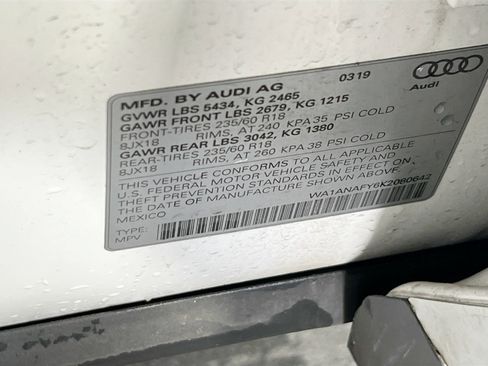 MFD. BY AUDI AG 0319
Audi
GVWR LBS 5434, KG 2465
GAWR FRONT LBS 2679, KG 1215
FRONT-TIRES 235/60 R18
8JX18 RIMS, AT 240 KPA 35 PSI COLD
GAWR REAR LBS 3042, KG 1380
REAR-TIRES 235/60 R18
8JX18 RIMS, AT 260 KPA 38 PSI COLD
THIS VEHICLE CONFORMS TO ALL APPLICABLE
U.S. FEDERAL MOTOR VEHICLE SAFETY AND
THEFT PREVENTION STANDARDS IN EFFECT ON
THE DATE OF MANUFACTURE SHOWN ABOVE.
MEXICO WA1ANAFY6K2080642
TYPE:
MPV